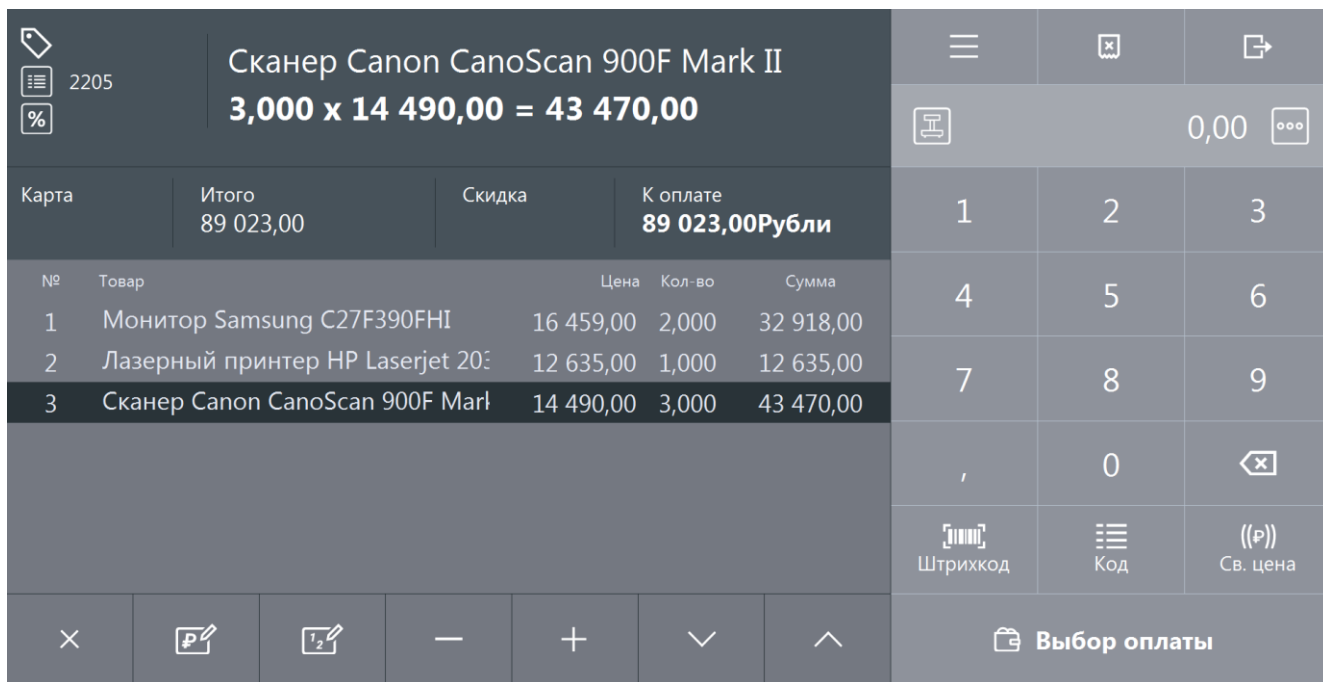 2205
%
Сканер Canon CanoScan 900F Mark II
3,000 x 14 490,00 = 43 470,00
0,00
Карта Итого Скидка К оплате
89 023,00 89 023,00Рубли
№ Товар Цена Кол-во Сумма
1 Монитор Samsung C27F390FHI 16 459,00 2,000 32 918,00
2 Лазерный принтер HP Laserjet 203 12 635,00 1,000 12 635,00
3 Сканер Canon CanoScan 900F Mark 14 490,00 3,000 43 470,00
1 2 3
4 5 6
7 8 9
, 0
Штрихкод Код ((₽))
Св. цена
₽ 1 2 — +
Выбор оплаты